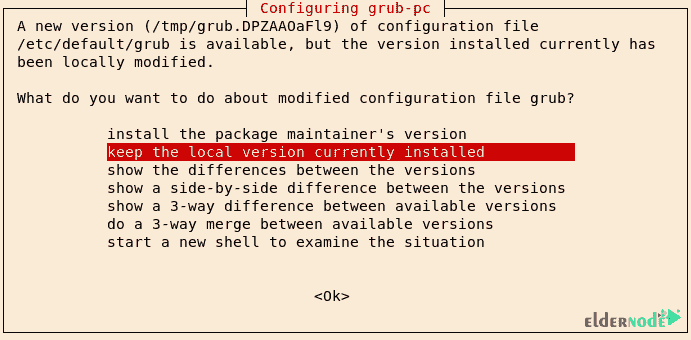 Configuring grub-pc
A new version (/tmp/grub.DPZAAOaFl9) of configuration file
/etc/default/grub is available, but the version installed currently has
been locally modified.
What do you want to do about modified configuration file grub?
install the package maintainer's version
keep the local version currently installed
show the differences between the versions
show a side-by-side difference between the versions
show a 3-way difference between available versions
do a 3-way merge between available versions
start a new shell to examine the situation
<Ok>
ELDERNODE